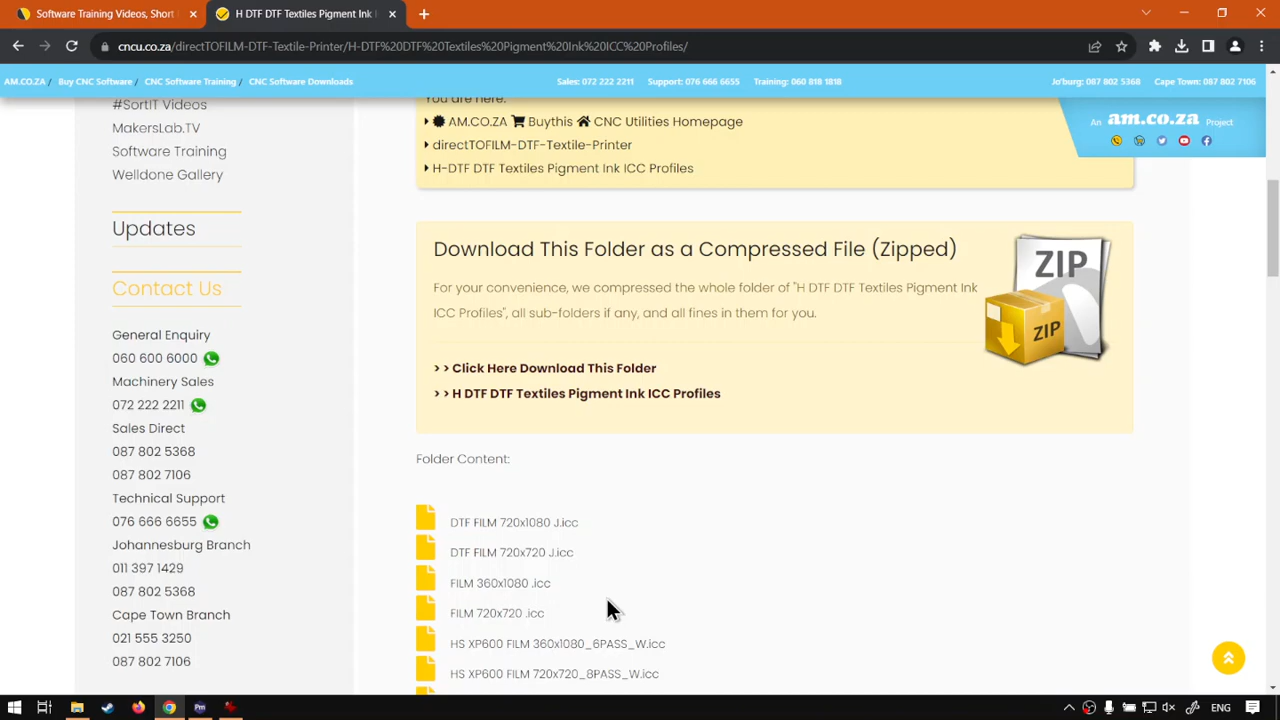 Software Training Videos, Short
H DTF DTF Textiles Pigment Ink I
cncu.co.za/directTOFILM-DTF-Textile-Printer/H-DTF%20DTF%20Textiles%20Pigment%20Ink%20ICC%20Profiles/
AM.CO.ZA / Buy CNC Software / CNC Software Training / CNC Software Downloads
Sales: 072 222 2211 Support: 076 666 6655 Training: 060 818 1818
Jo'burg: 087 802 5368 Cape Town: 087 802 7106
An am.co.za Project
#SortIT Videos
MakersLab.TV
Software Training
Welldone Gallery
Updates
Contact Us
General Enquiry
060 600 6000
Machinery Sales
072 222 2211
Sales Direct
087 802 5368
087 802 7106
Technical Support
076 666 6655
Johannesburg Branch
011 397 1429
087 802 5368
Cape Town Branch
021 555 3250
087 802 7106
You are here:
AM.CO.ZA Buythis CNC Utilities Homepage
directTOFILM-DTF-Textile-Printer
H-DTF DTF Textiles Pigment Ink ICC Profiles
Download This Folder as a Compressed File (Zipped)
For your convenience, we compressed the whole folder of "H DTF DTF Textiles Pigment Ink
ICC Profiles", all sub-folders if any, and all fines in them for you.
> > Click Here Download This Folder
> > H DTF DTF Textiles Pigment Ink ICC Profiles
ZIP
ZIP
Folder Content:
DTF FILM 720x1080 J.icc
DTF FILM 720x720 J.icc
FILM 360x1080 .icc
FILM 720x720 .icc
HS XP600 FILM 360x1080_6PASS_W.icc
HS XP600 FILM 720x720_8PASS_W.icc
Pm
ENG